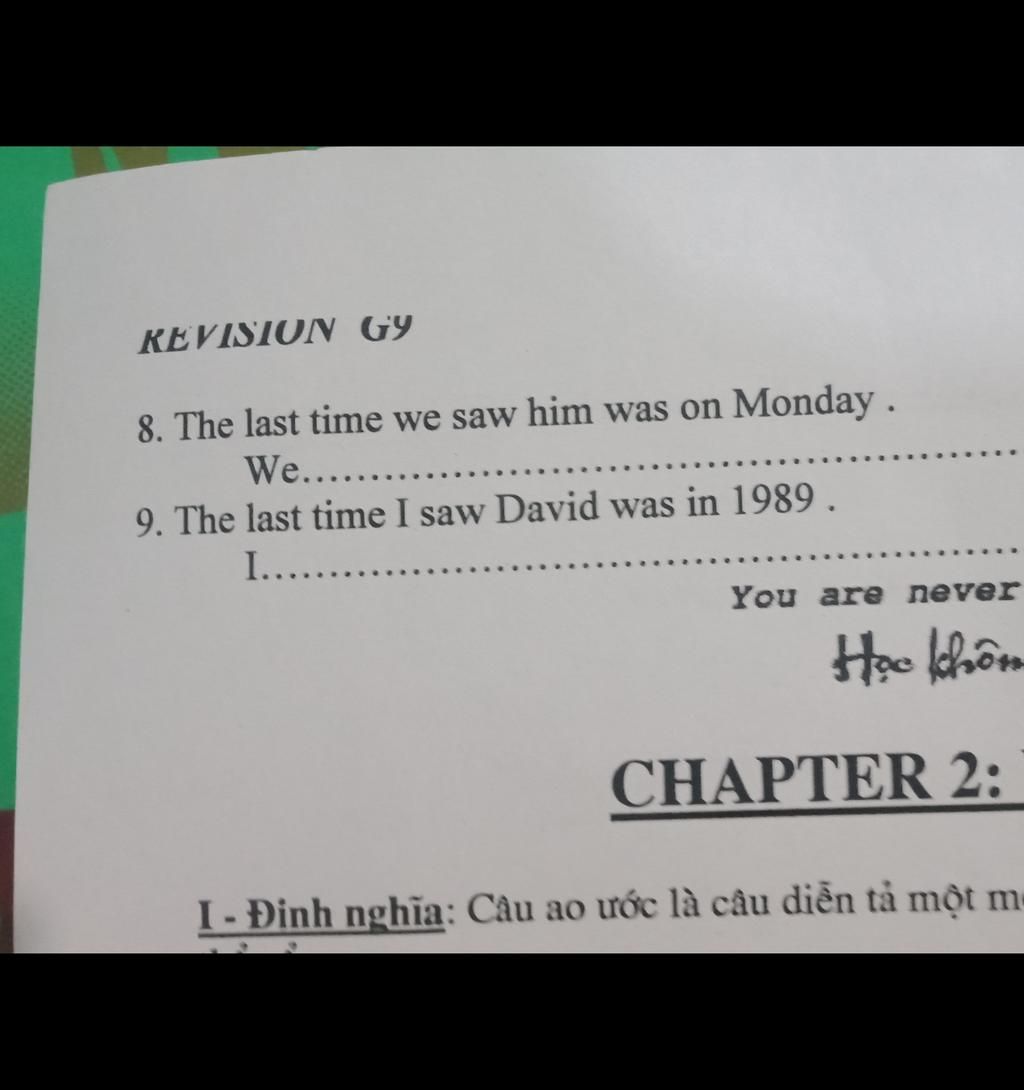 REVISION G9
8. The last time we saw him was on Monday .
We........................................................
9. The last time I saw David was in 1989 .
I............................................................
You are never
Học
CHAPTER 2:
I - Định nghĩa: Câu ao ước là câu diễn tả một